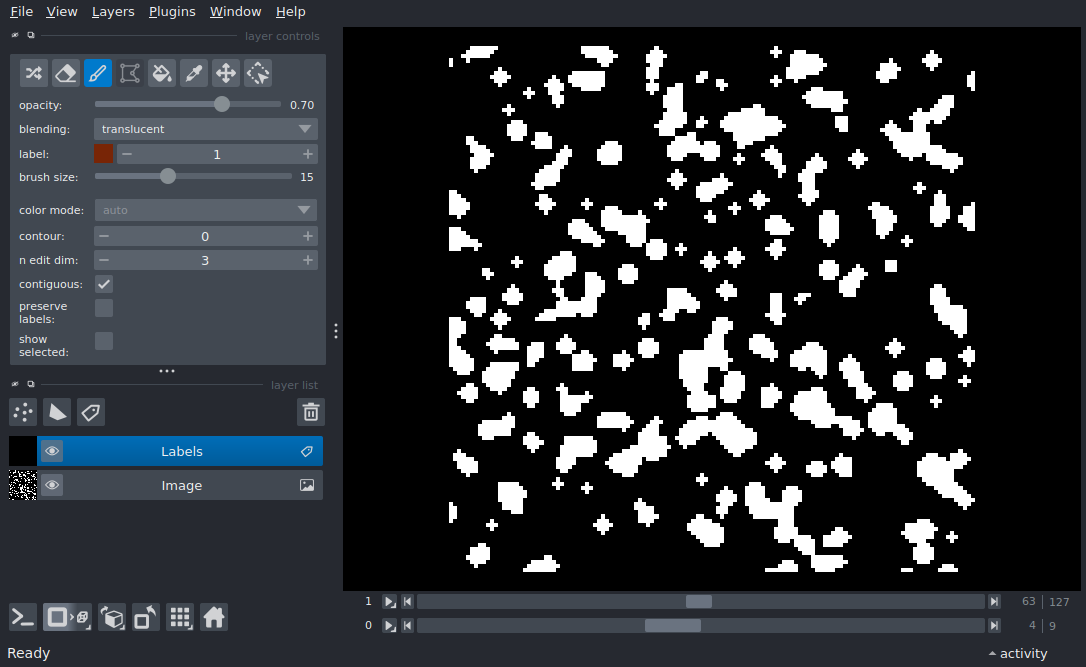 File View Layers Plugins Window Help
layer controls
opacity: 0.70
blending: translucent
label: 1
brush size: 15
color mode: auto
contour: 0
n edit dim: 3
contiguous:
preserve
labels:
show
selected:
layer list
Labels
Image
1 63 | 127
0 4 | 9
Ready activity